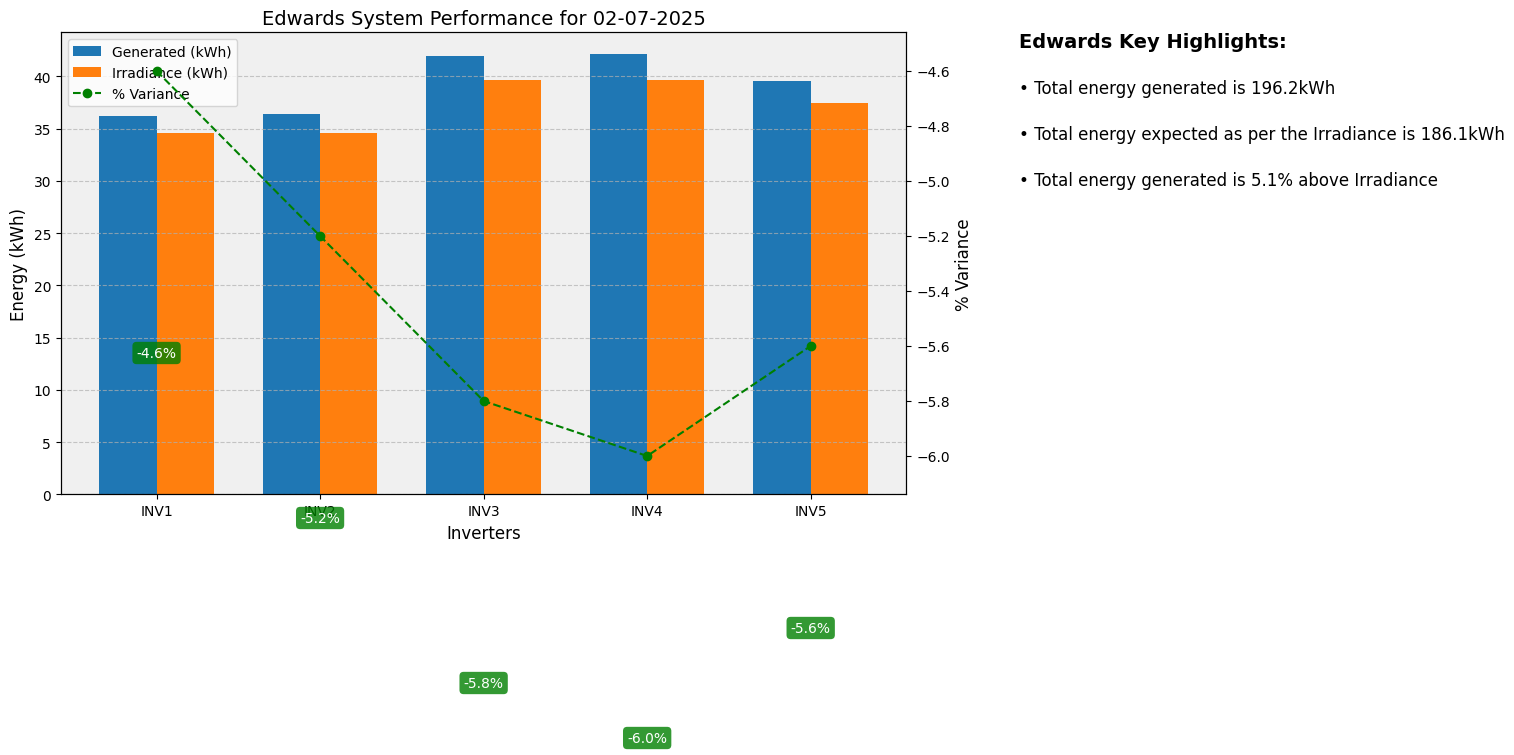 Edwards System Performance for 02-07-2025
Generated (kWh)
Irradiance (kWh)
% Variance
Energy (kWh)
40
35
30
25
20
15
10
5
0
−4.6
−4.8
−5.0
−5.2
−5.4
−5.6
−5.8
−6.0
% Variance
-4.6%
INV1
INV2
INV3
INV4
INV5
-5.2%
Inverters
-5.6%
-5.8%
-6.0%
Edwards Key Highlights:
• Total energy generated is 196.2kWh
• Total energy expected as per the Irradiance is 186.1kWh
• Total energy generated is 5.1% above Irradiance